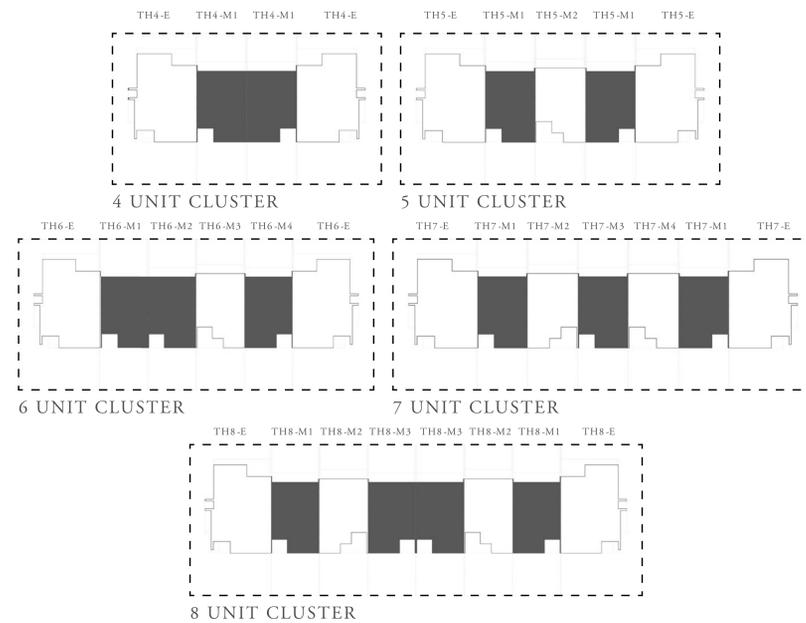 TH4-E TH4-M1 TH4-M1 TH4-E
4 UNIT CLUSTER
TH5-E TH5-M1 TH5-M2 TH5-M1 TH5-E
5 UNIT CLUSTER
TH6-E TH6-M1 TH6-M2 TH6-M3 TH6-M4 TH6-E
6 UNIT CLUSTER
TH7-E TH7-M1 TH7-M2 TH7-M3 TH7-M4 TH7-M1 TH7-E
7 UNIT CLUSTER
TH8-E TH8-M1 TH8-M2 TH8-M3 TH8-M3 TH8-M2 TH8-M1 TH8-E
8 UNIT CLUSTER